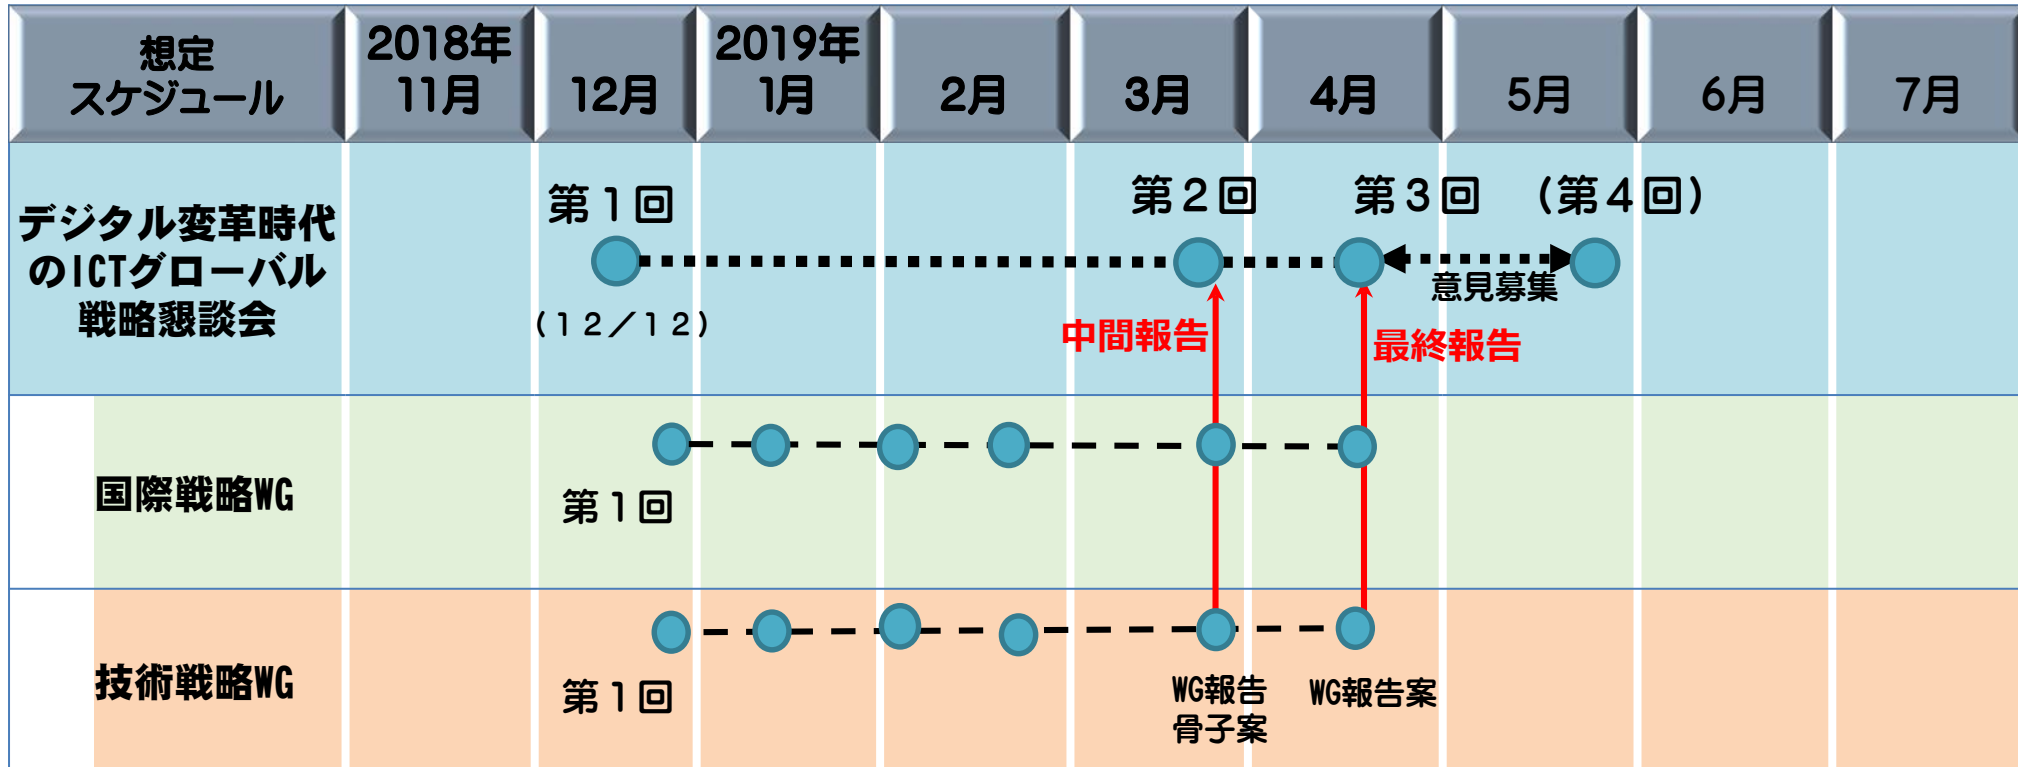 想定
スケジュール
2018年
11月
12月
2019年
1月
2月
3月
4月
5月
6月
7月
デジタル変革時代
のICTグローバル
戦略懇談会
第1回
(12/12)
第2回
第3回
(第4回)
意見募集
中間報告
最終報告
国際戦略WG
第1回
技術戦略WG
第1回
WG報告
骨子案
WG報告案